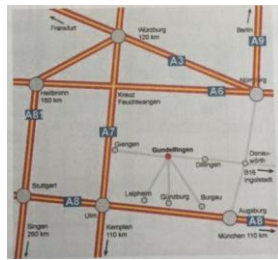 Frankfurt
Würzburg
120 km
Berlin
A3
A9
Heilbronn
180 km
Kreuz
Feuchtwangen
A6
Nürnberg
A81
A7
Giengen
Gundelfingen
Dillingen
Donau-
wörth
B16
Ingolstadt
Stuttgart
Leipheim
Günzburg
Burgau
A8
Ulm
Augsburg
A8
Singen
Kempten
110 km
München 110 km